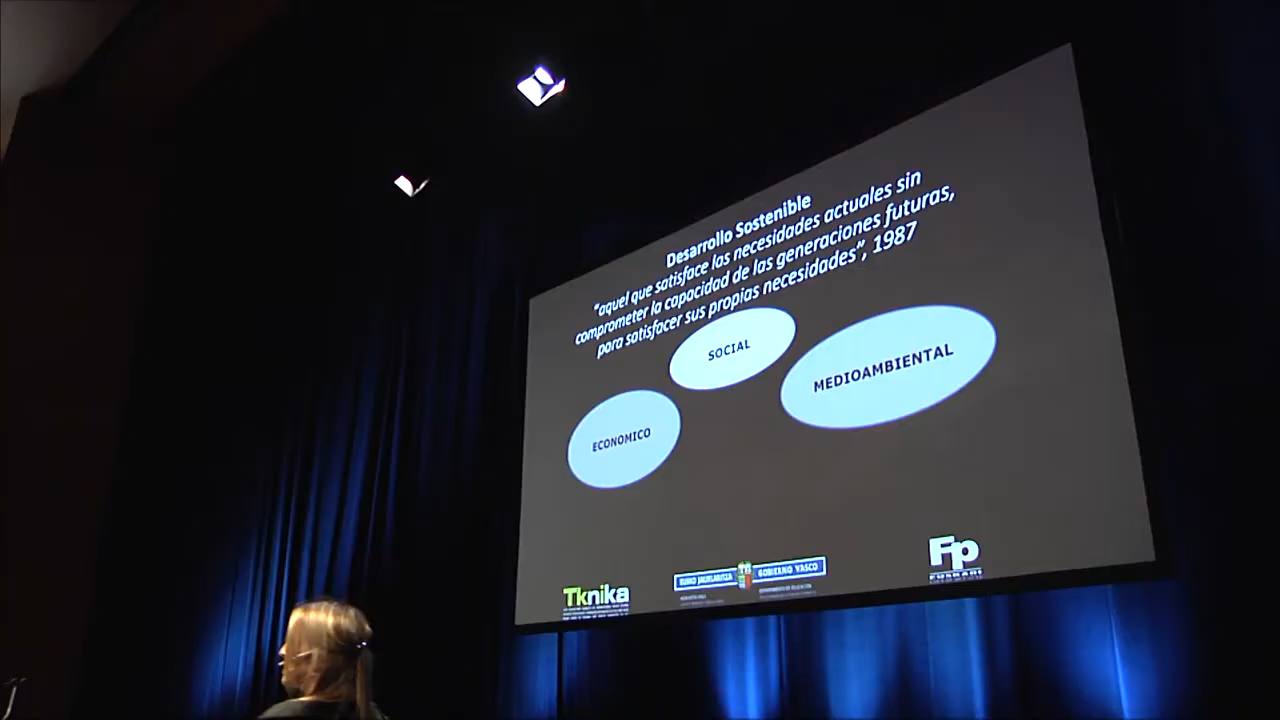 Desarrollo Sostenible
“aquel que satisface las necesidades actuales sin
comprometer la capacidad de las generaciones futuras,
para satisfacer sus propias necesidades”, 1987
SOCIAL
MEDIOAMBIENTAL
ECONOMICO
Tknika
EUSKO JAURLARITZA
GOBIERNO VASCO
Fp
EUSKADI